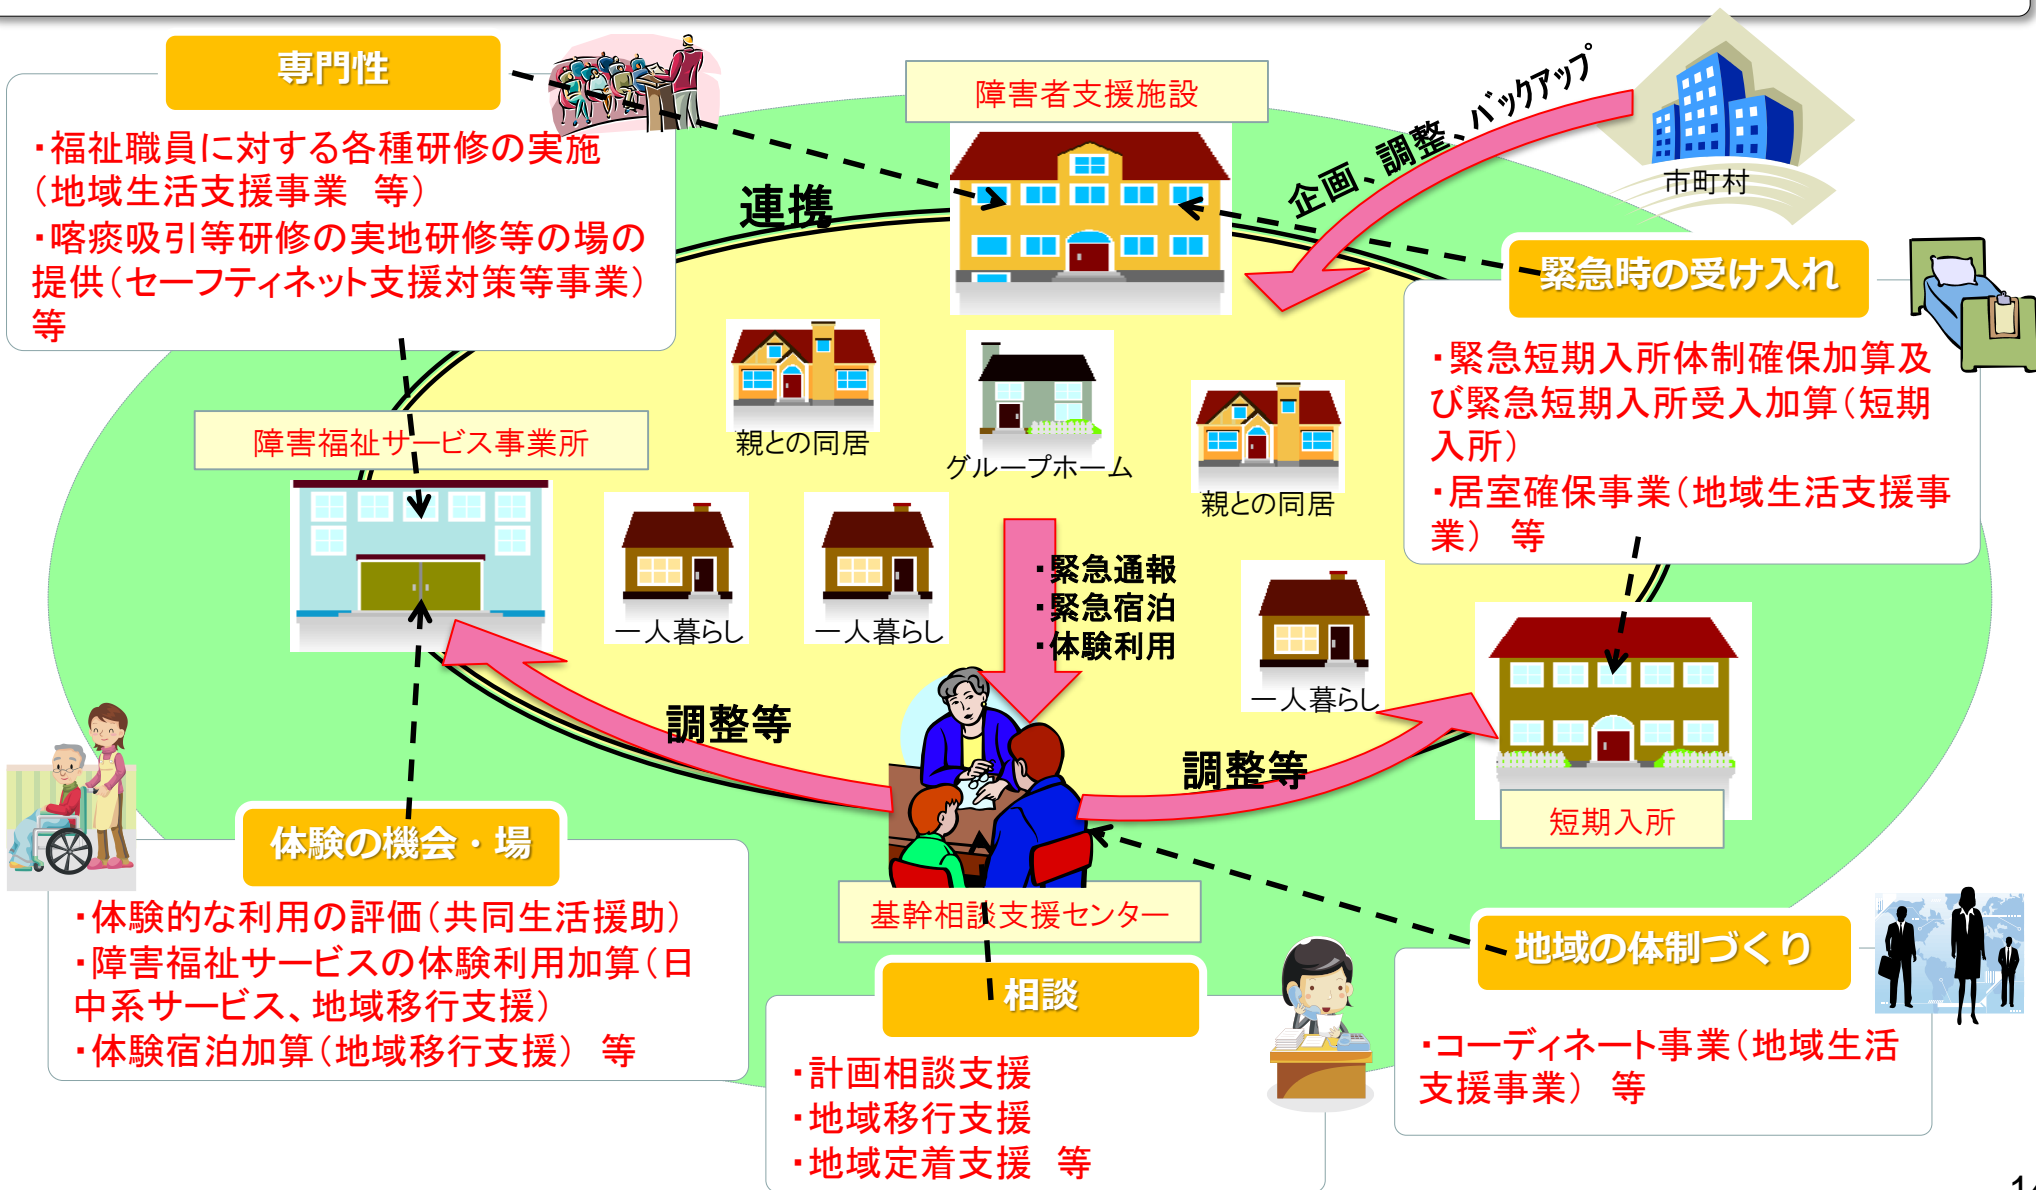 専門性
・福祉職員に対する各種研修の実施
（地域生活支援事業　等）
・喀痰吸引等研修の実地研修等の場の
提供（セーフティネット支援対策等事業）
等
障害者支援施設
企画、調整、バックアップ
市町村
連携
緊急時の受け入れ
・緊急短期入所体制確保加算及
び緊急短期入所受入加算（短期
入所）
・居室確保事業（地域生活支援事
業）　等
障害福祉サービス事業所
親との同居
グループホーム
親との同居
一人暮らし
一人暮らし
・緊急通報
・緊急宿泊
・体験利用
一人暮らし
調整等
調整等
短期入所
体験の機会・場
・体験的な利用の評価（共同生活援助）
・障害福祉サービスの体験利用加算（日
中系サービス、地域移行支援）
・体験宿泊加算（地域移行支援）　等
基幹相談支援センター
相談
・計画相談支援
・地域移行支援
・地域定着支援　等
地域の体制づくり
・コーディネート事業（地域生活
支援事業）　等